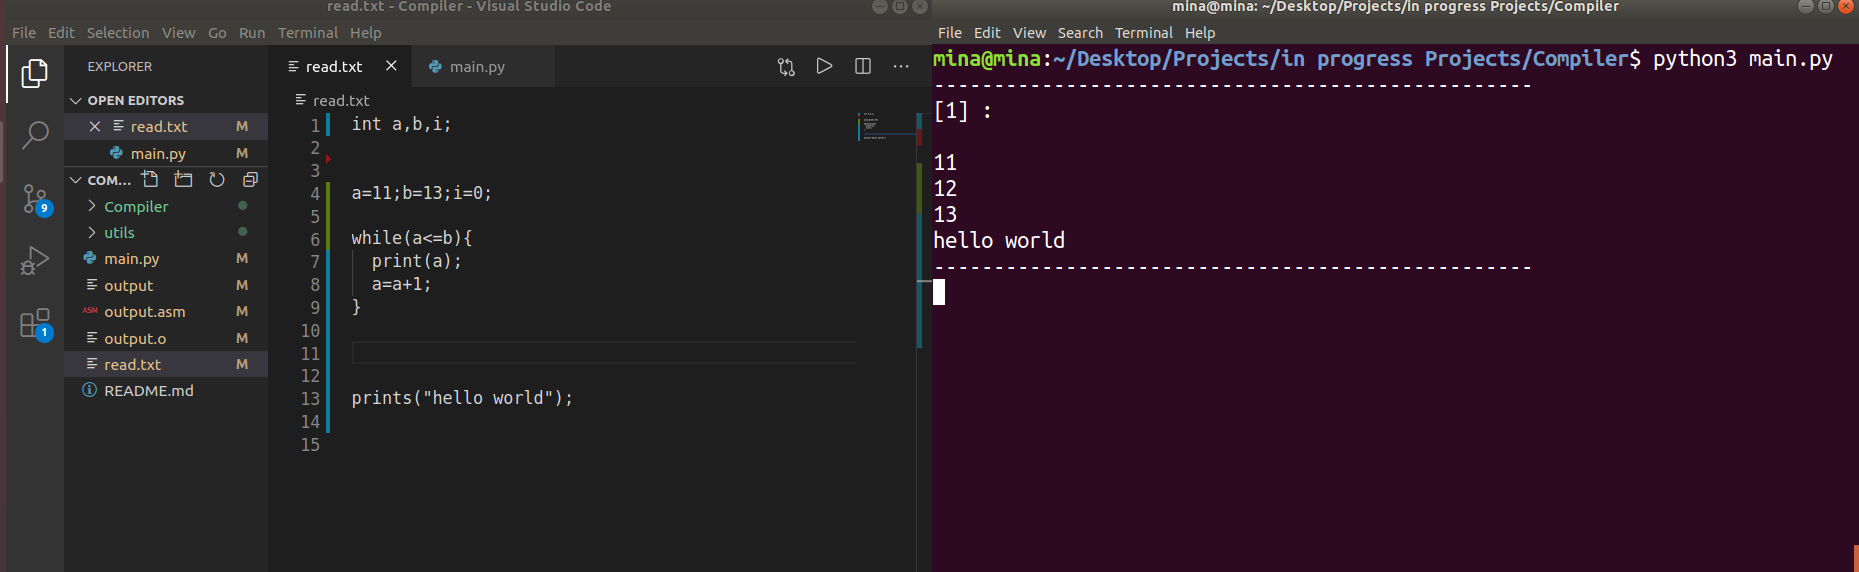 read.txt - Compiler - Visual Studio Code
File Edit Selection View Go Run Terminal Help
EXPLORER
OPEN EDITORS
read.txt M
main.py M
COM...
Compiler
utils
main.py M
output M
ASM output.asm M
output.o M
read.txt M
README.md
9
1
read.txt
main.py
read.txt
1 int a,b,i;
2
3
4 a=11;b=13;i=0;
5
6 while(a<=b){
7 print(a);
8 a=a+1;
9 }
10
11
12
13 prints("hello world");
14
15
mina@mina: ~/Desktop/Projects/in progress Projects/Compiler
File Edit View Search Terminal Help
mina@mina:~/Desktop/Projects/in progress Projects/Compiler$ python3 main.py
--------------------------------------------------
[1] :
11
12
13
hello world
--------------------------------------------------